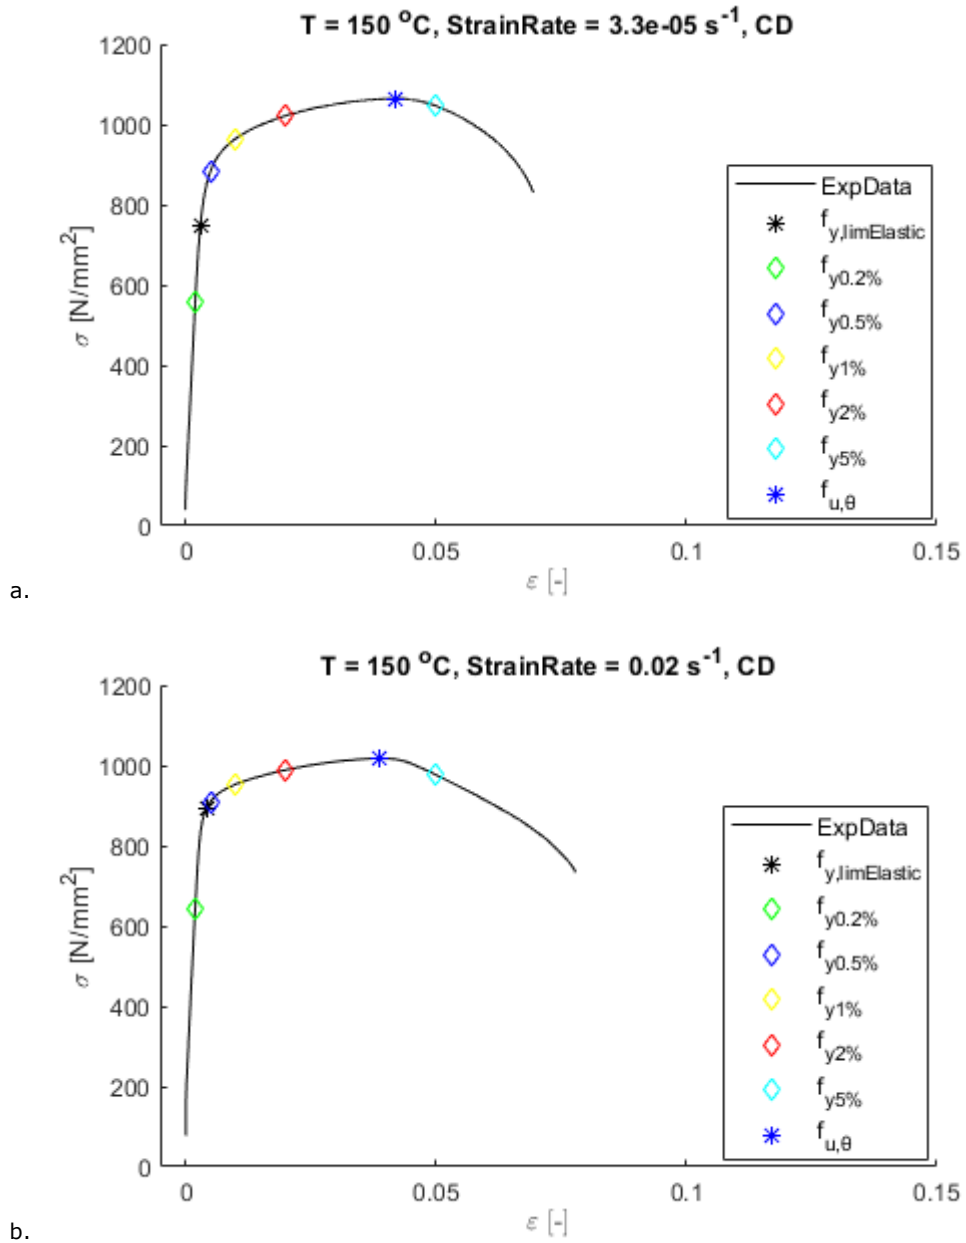 T = 150 °C, StrainRate = 3.3e-05 s⁻¹, CD
1200
1000
800
600
400
200
0
σ [N/mm²]
0
0.05
0.1
0.15
ε [-]
ExpData
f_y,limElastic
f_y0.2%
f_y0.5%
f_y1%
f_y2%
f_y5%
f_u,θ
a.
T = 150 °C, StrainRate = 0.02 s⁻¹, CD
1200
1000
800
600
400
200
0
σ [N/mm²]
0
0.05
0.1
0.15
ε [-]
ExpData
f_y,limElastic
f_y0.2%
f_y0.5%
f_y1%
f_y2%
f_y5%
f_u,θ
b.